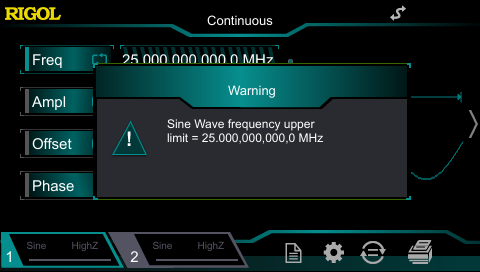 RIGOL
Continuous
Freq
25.000,000,000,0 MHz
Warning
Ampl
Sine Wave frequency upper
limit = 25.000,000,000,0 MHz
!
Offset
Phase
1
Sine
HighZ
2
Sine
HighZ